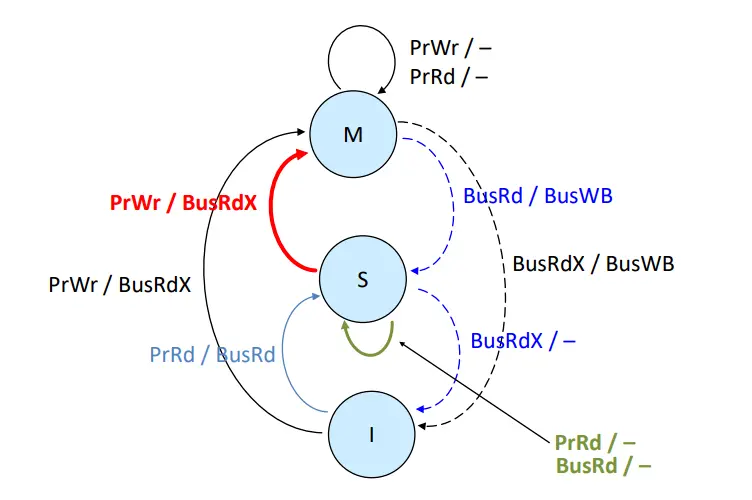 PrWr / –
PrRd / –
M
PrWr / BusRdX
BusRd / BusWB
BusRdX / BusWB
S
PrWr / BusRdX
BusRdX / –
PrRd / BusRd
I
PrRd / –
BusRd / –